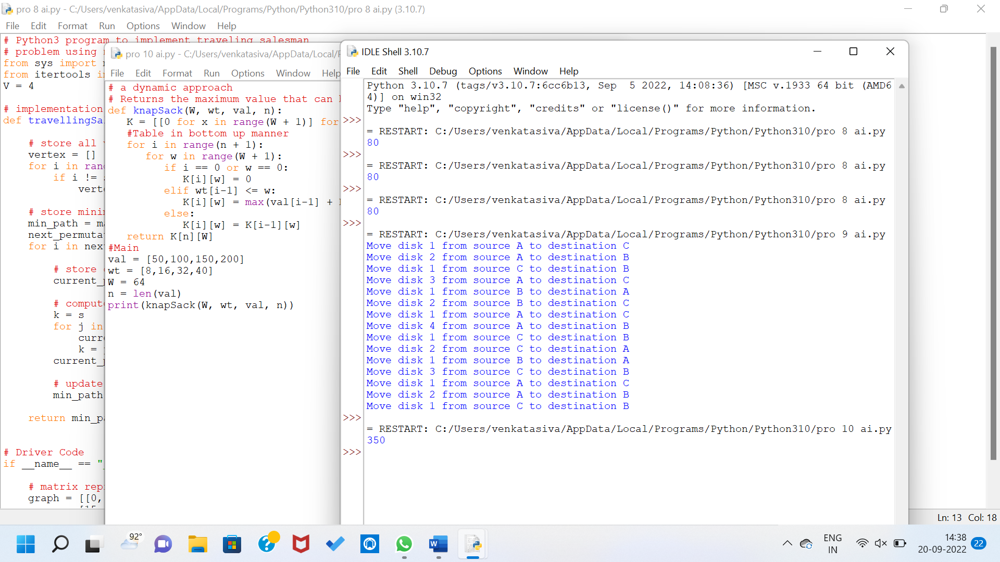 pro 8 ai.py - C:/Users/venkatasiva/AppData/Local/Programs/Python/Python310/pro 8 ai.py (3.10.7)
File Edit Format Run Options Window Help
# Python3 program to implement traveling salesman
# problem using
from sys import
from itertools
V = 4
# implementation
def travellingSa
# store all
vertex = []
for i in ran
if i !=
verte
# store mini
min_path = ma
next_permuta
for i in nex
# store
current_p
# compute
k = s
for j in
curre
k =
current_p
# update
min_path
return min_pa
# Driver Code
if __name__ == "
# matrix repr
graph = [[0,
Ln: 13 Col: 18
pro 10 ai.py - C:/Users/venkatasiva/AppData/Local/
File Edit Format Run Options Window Help
# a dynamic approach
# Returns the maximum value that can
def knapSack(W, wt, val, n):
K = [[0 for x in range(W + 1)] for
#Table in bottom up manner
for i in range(n + 1):
for w in range(W + 1):
if i == 0 or w == 0:
K[i][w] = 0
elif wt[i-1] <= w:
K[i][w] = max(val[i-1] +
else:
K[i][w] = K[i-1][w]
return K[n][W]
#Main
val = [50,100,150,200]
wt = [8,16,32,40]
W = 64
n = len(val)
print(knapSack(W, wt, val, n))
IDLE Shell 3.10.7
File Edit Shell Debug Options Window Help
Python 3.10.7 (tags/v3.10.7:6cc6b13, Sep  5 2022, 14:08:36) [MSC v.1933 64 bit (AMD6
4)] on win32
Type "help", "copyright", "credits" or "license()" for more information.
>>>
= RESTART: C:/Users/venkatasiva/AppData/Local/Programs/Python/Python310/pro 8 ai.py
80
>>>
= RESTART: C:/Users/venkatasiva/AppData/Local/Programs/Python/Python310/pro 8 ai.py
80
>>>
= RESTART: C:/Users/venkatasiva/AppData/Local/Programs/Python/Python310/pro 8 ai.py
80
>>>
= RESTART: C:/Users/venkatasiva/AppData/Local/Programs/Python/Python310/pro 9 ai.py
Move disk 1 from source A to destination C
Move disk 2 from source A to destination B
Move disk 1 from source C to destination B
Move disk 3 from source A to destination C
Move disk 1 from source B to destination A
Move disk 2 from source B to destination C
Move disk 1 from source A to destination C
Move disk 4 from source A to destination B
Move disk 1 from source C to destination B
Move disk 2 from source C to destination A
Move disk 1 from source B to destination A
Move disk 3 from source C to destination B
Move disk 1 from source A to destination C
Move disk 2 from source A to destination B
Move disk 1 from source C to destination B
>>>
= RESTART: C:/Users/venkatasiva/AppData/Local/Programs/Python/Python310/pro 10 ai.py
350
>>>
92°
W
ENG
IN
14:38
20-09-2022
22